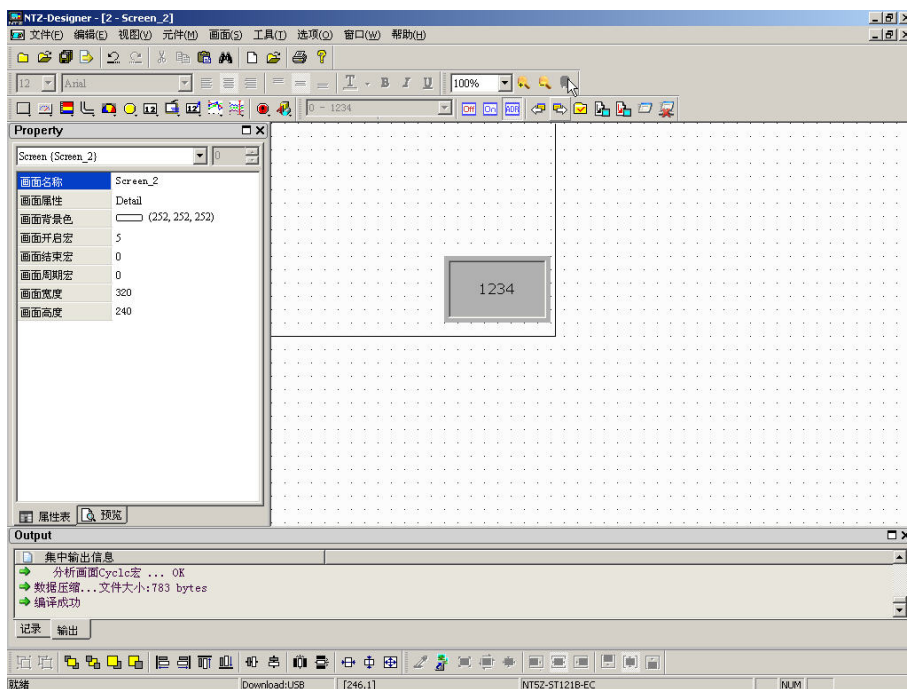 NTZ-Designer - [2 - Screen_2]
文件(F) 编辑(E) 视图(V) 元件(M) 画面(S) 工具(T) 选项(O) 窗口(W) 帮助(H)
12 Arial T B I U 100%
12 0 - 1234 Off On ADR
Property
Screen {Screen_2} 0
画面名称 Screen_2
画面属性 Detail
画面背景色 (252, 252, 252)
画面开启宏 5
画面结束宏 0
画面周期宏 0
画面宽度 320
画面高度 240
1234
属性表 预览
Output
集中输出信息
分析画面Cyclc宏 ... OK
数据压缩...文件大小:783 bytes
编译成功
记录 输出
就绪 Download:USB [246,1] NT5Z-ST121B-EC NUM